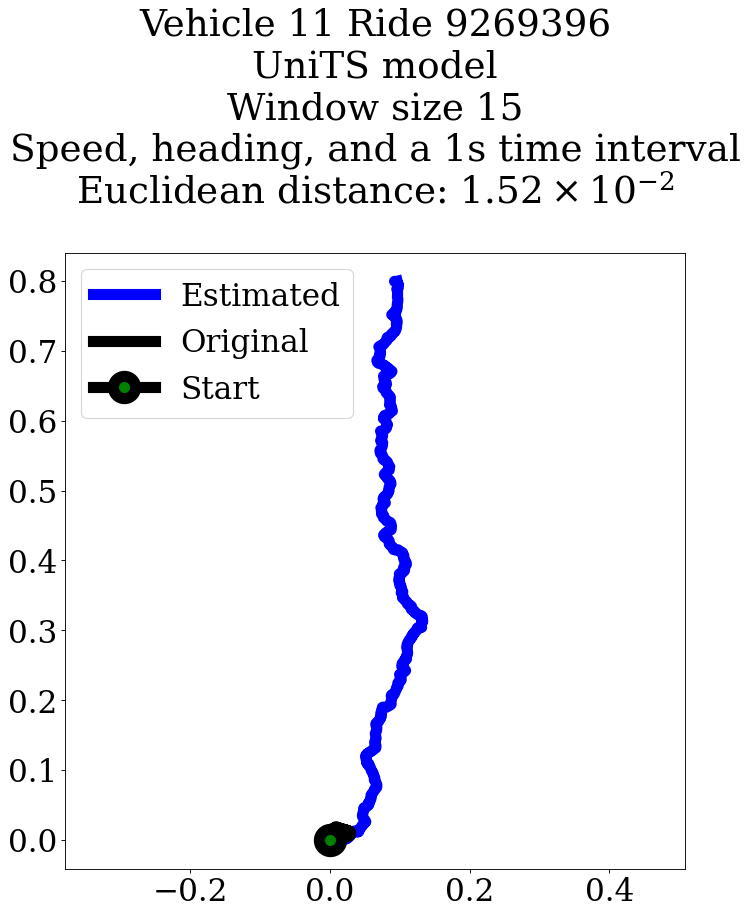 Vehicle 11 Ride 9269396
UniTS model
Window size 15
Speed, heading, and a 1s time interval
Euclidean distance: 1.52 × 10⁻²
Estimated
Original
Start
0.8
0.7
0.6
0.5
0.4
0.3
0.2
0.1
0.0
−0.2 0.0 0.2 0.4